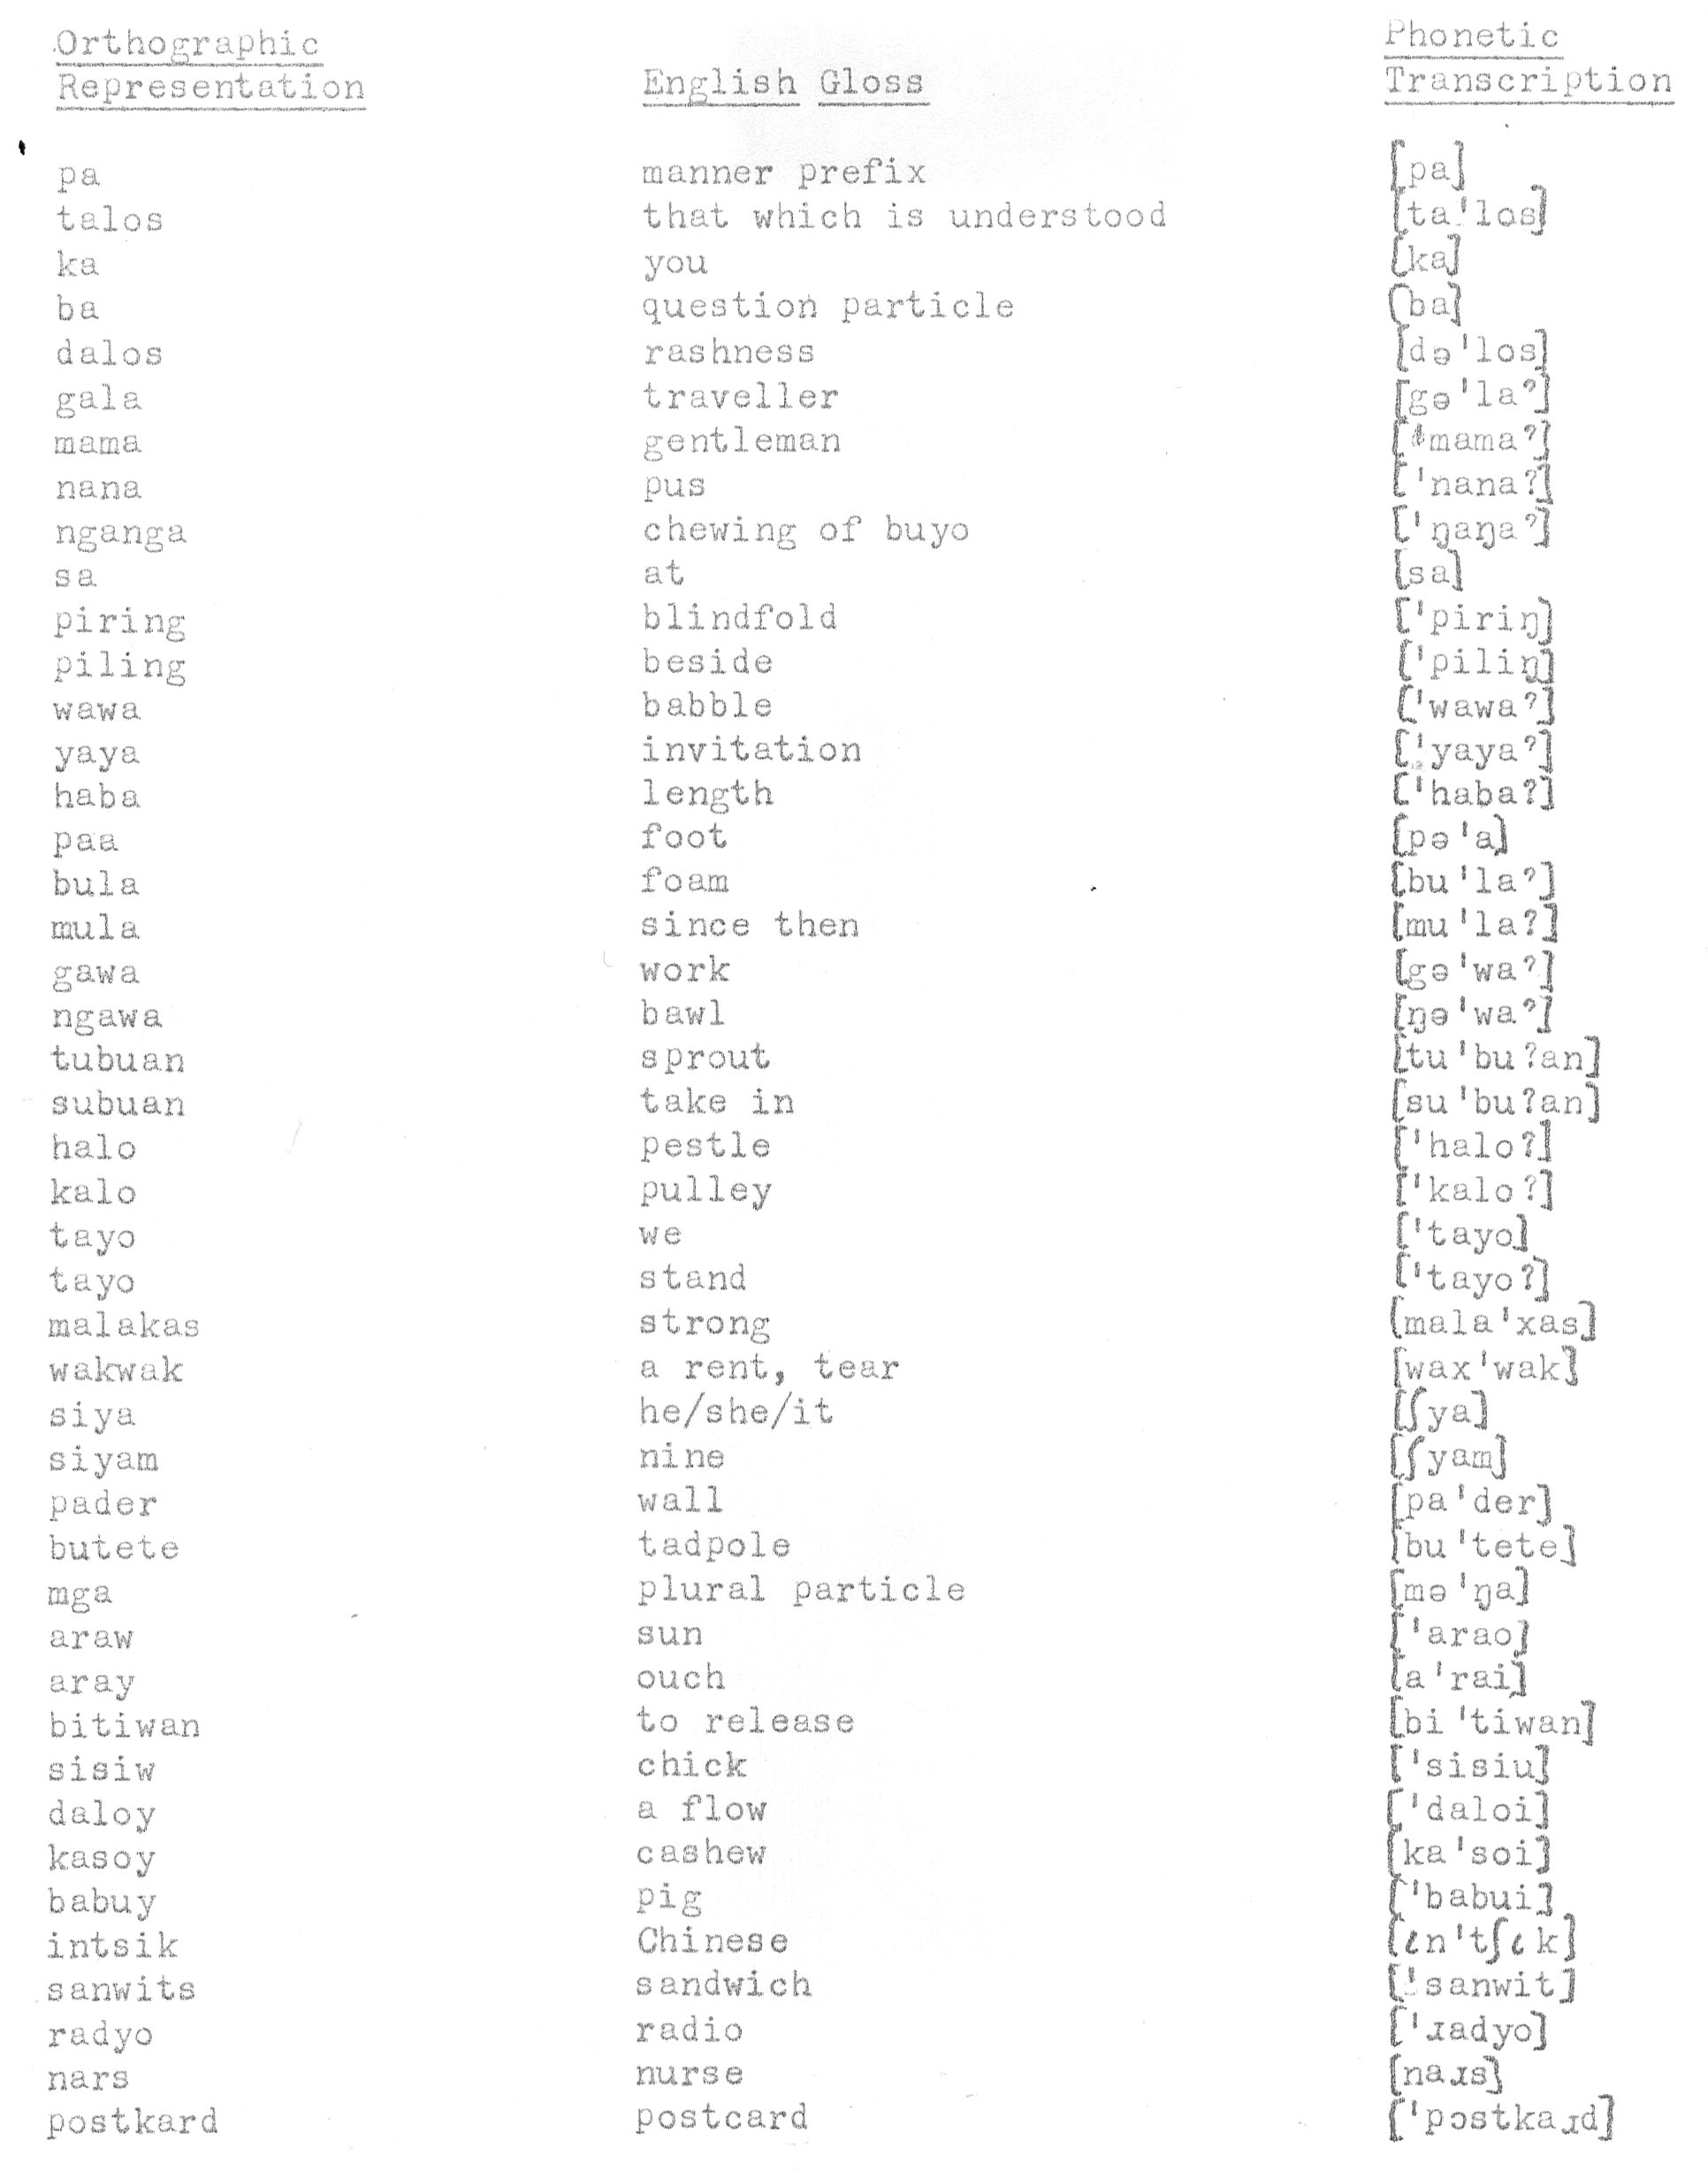 Orthographic Representation English Gloss Phonetic Transcription
pa manner prefix [pa]
talos that which is understood [ta'los]
ka you [ka]
ba question particle [ba]
dalos rashness [də'los]
gala traveller [gə'laʔ]
mama gentleman ['mamaʔ]
nana pus ['nanaʔ]
nganga chewing of buyo ['ŋaŋaʔ]
sa at [sa]
piring blindfold ['piriŋ]
piling beside ['piliŋ]
wawa babble ['wawaʔ]
yaya invitation ['yayaʔ]
haba length ['habaʔ]
paa foot [pə'a]
bula foam [bu'laʔ]
mula since then [mu'laʔ]
gawa work [gə'waʔ]
ngawa bawl [ŋə'waʔ]
tubuan sprout [tu'buʔan]
subuan take in [su'buʔan]
halo pestle ['haloʔ]
kalo pulley ['kaloʔ]
tayo we ['tayo]
tayo stand ['tayoʔ]
malakas strong [mala'xas]
wakwak a rent, tear [wax'wak]
siya he/she/it [ʃya]
siyam nine [ʃyam]
pader wall [pa'der]
butete tadpole [bu'tete]
mga plural particle [mə'ŋa]
araw sun ['arao]
aray ouch [a'rai]
bitiwan to release [bi'tiwan]
sisiw chick ['sisiu]
daloy a flow ['daloi]
kasoy cashew [ka'soi]
babuy pig ['babui]
intsik Chinese [ɩn'tʃɩk]
sanwits sandwich ['sanwit]
radyo radio ['ɹadyo]
nars nurse [naɹs]
postkard postcard ['pɔstkaɹd]